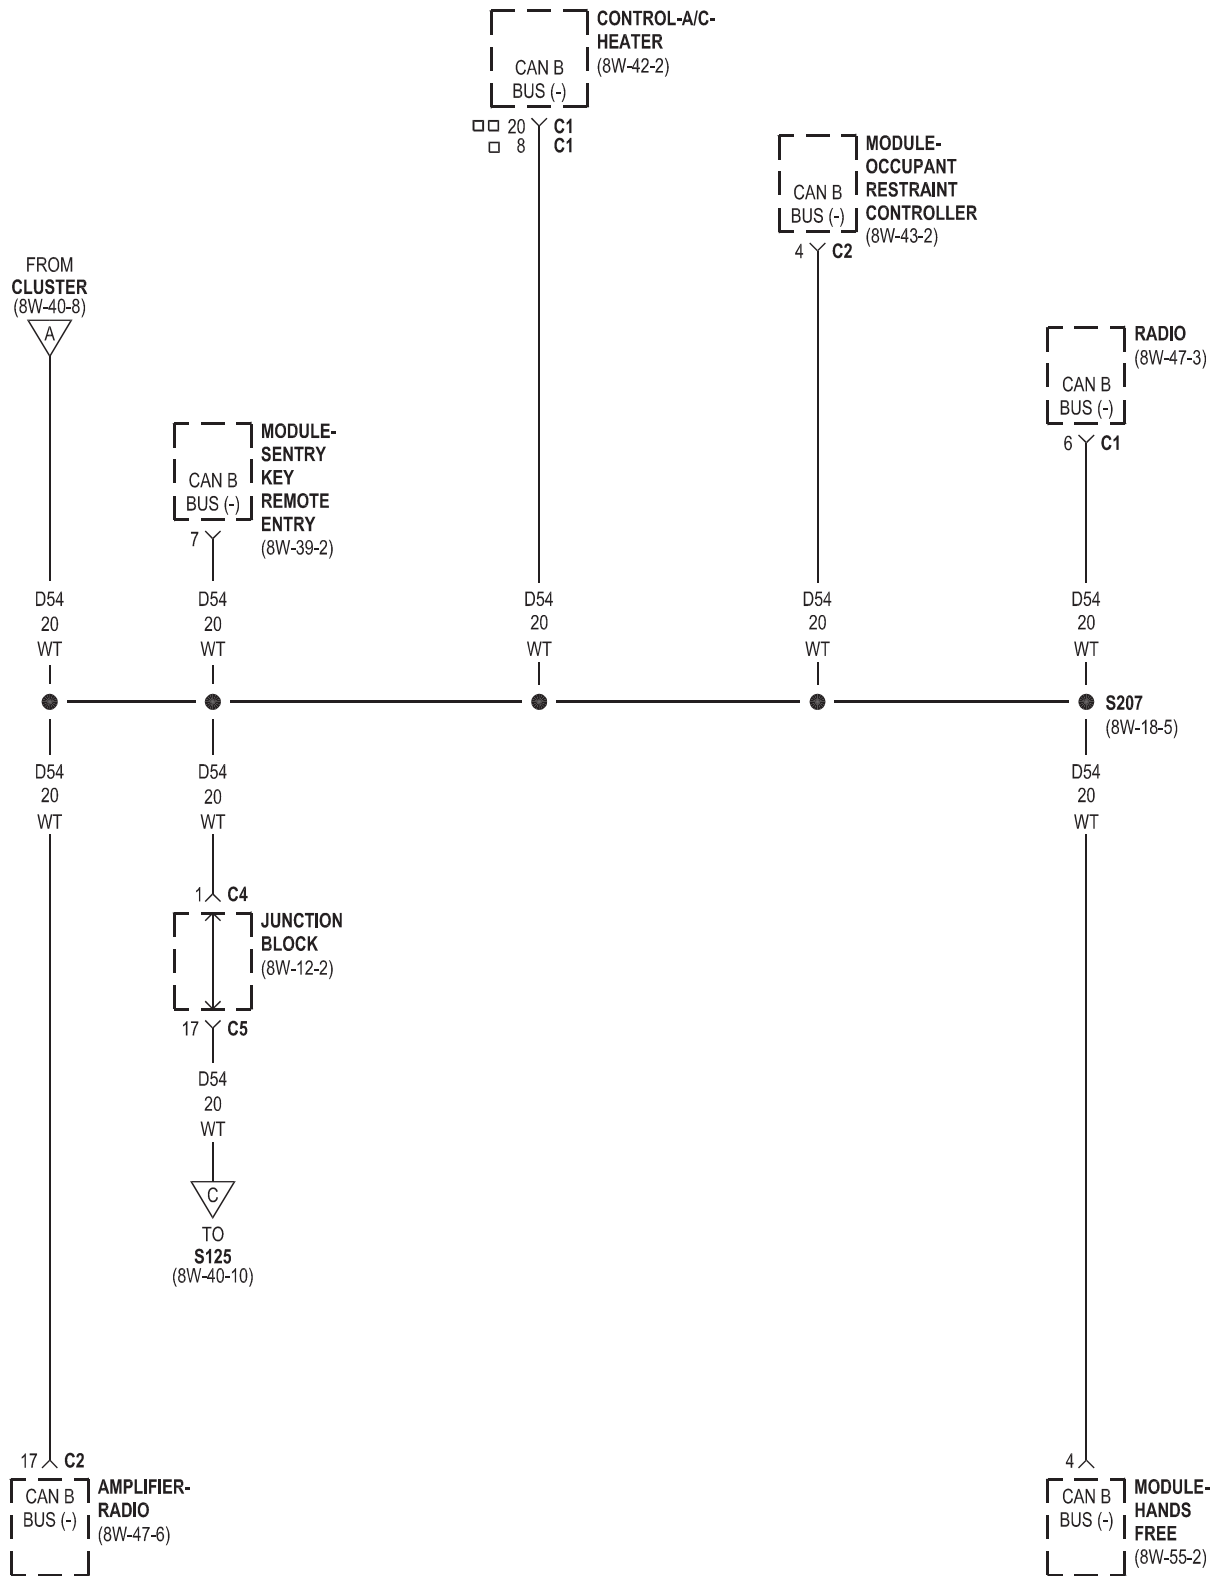 CONTROL-A/C-
HEATER
(8W-42-2)
CAN B
BUS (-)
20 C1
8 C1
MODULE-
OCCUPANT
RESTRAINT
CONTROLLER
(8W-43-2)
CAN B
BUS (-)
4 C2
FROM
CLUSTER
(8W-40-8)
A
RADIO
(8W-47-3)
CAN B
BUS (-)
6 C1
MODULE-
SENTRY
KEY
REMOTE
ENTRY
(8W-39-2)
CAN B
BUS (-)
7
D54
20
WT
D54
20
WT
D54
20
WT
D54
20
WT
D54
20
WT
S207
(8W-18-5)
D54
20
WT
D54
20
WT
D54
20
WT
1 C4
JUNCTION
BLOCK
(8W-12-2)
17 C5
D54
20
WT
C
TO
S125
(8W-40-10)
17 C2
CAN B
BUS (-)
AMPLIFIER-
RADIO
(8W-47-6)
4
CAN B
BUS (-)
MODULE-
HANDS
FREE
(8W-55-2)